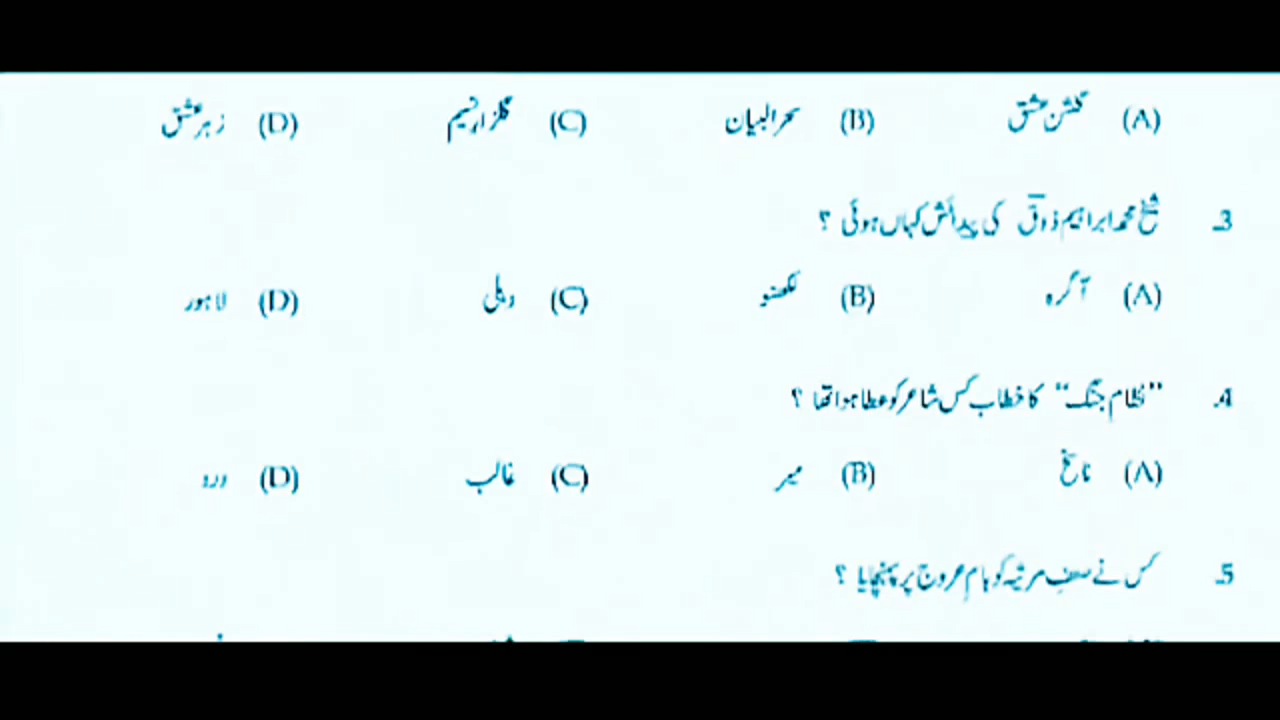 (A) گلشن عشق (B) سحر البیان (C) گلزار نسیم (D) زہر عشق
3. شیخ محمد ابراہیم ذوقؔ کی پیدائش کہاں ہوئی ؟
(A) آگرہ (B) لکھنو (C) دہلی (D) لاہور
4. ”نظام جنگ“ کا خطاب کس شاعر کو عطا ہوا تھا ؟
(A) ناسخ (B) میر (C) غالب (D) درد
5. کس نے صنفِ مرثیہ کو بامِ عروج پر پہنچایا ؟